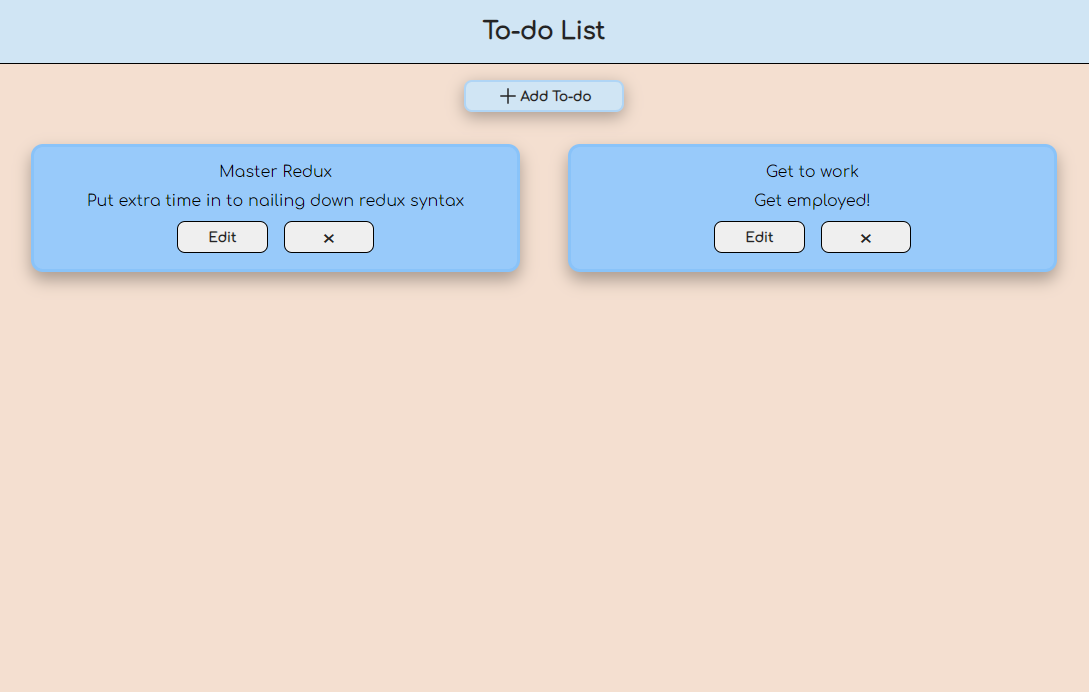 To-do List
+ Add To-do
Master Redux
Put extra time in to nailing down redux syntax
Edit
×
Get to work
Get employed!
Edit
×